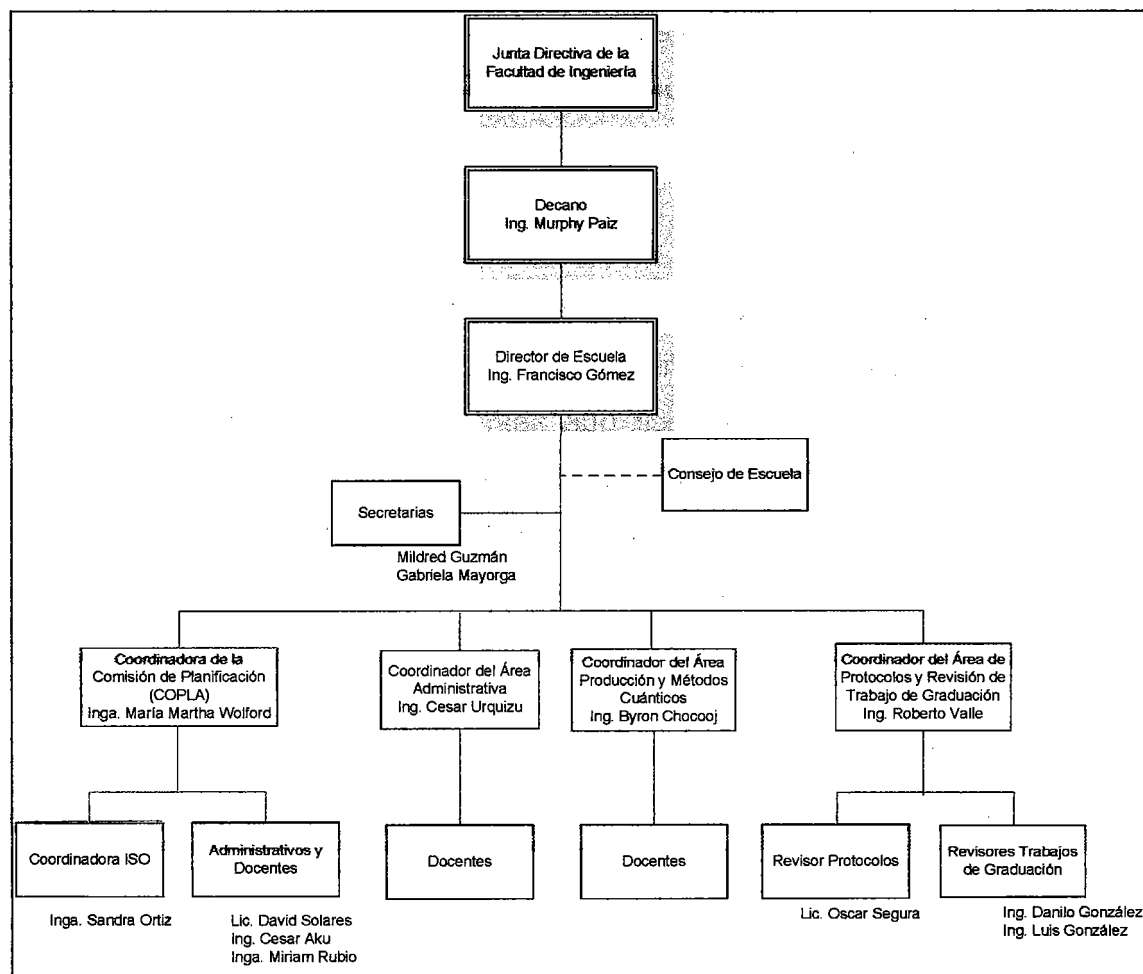 Junta Directiva de la
Facultad de Ingeniería
Decano
Ing. Murphy Paiz
Director de Escuela
Ing. Francisco Gómez
Consejo de Escuela
Secretarias
Mildred Guzmán
Gabriela Mayorga
Coordinadora de la
Comisión de Planificación
(COPLA)
Inga. María Martha Wolford
Coordinador del Área
Administrativa
Ing. Cesar Urquizu
Coordinador del Área
Producción y Métodos
Cuánticos
Ing. Byron Chocooj
Coordinador del Área de
Protocolos y Revisión de
Trabajo de Graduación
Ing. Roberto Valle
Coordinadora ISO
Inga. Sandra Ortiz
Administrativos y
Docentes
Lic. David Solares
Ing. Cesar Aku
Inga. Miriam Rubio
Docentes
Docentes
Revisor Protocolos
Lic. Oscar Segura
Revisores Trabajos
de Graduación
Ing. Danilo González
Ing. Luis González